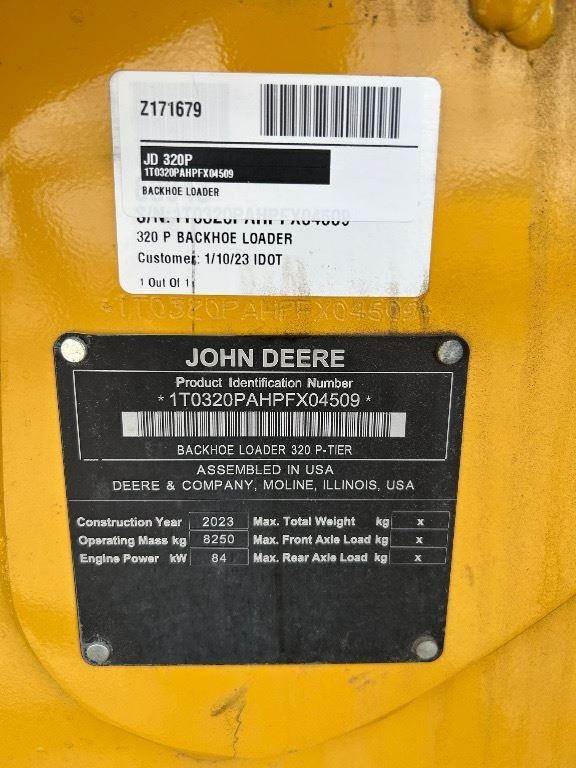 Z171679
JD 320P
1T0320PAHPFX04509
BACKHOE LOADER
S/N: 1T0320PAHPFX04509
320 P BACKHOE LOADER
Customer: 1/10/23 IDOT
1 Out Of 1
*1T0320PAHPFX04509*
JOHN DEERE
Product Identification Number
*1T0320PAHPFX04509*
BACKHOE LOADER 320 P-TIER
ASSEMBLED IN USA
DEERE & COMPANY, MOLINE, ILLINOIS, USA
Construction Year 2023 Max. Total Weight kg x
Operating Mass kg 8250 Max. Front Axle Load kg x
Engine Power kW 84 Max. Rear Axle Load kg x